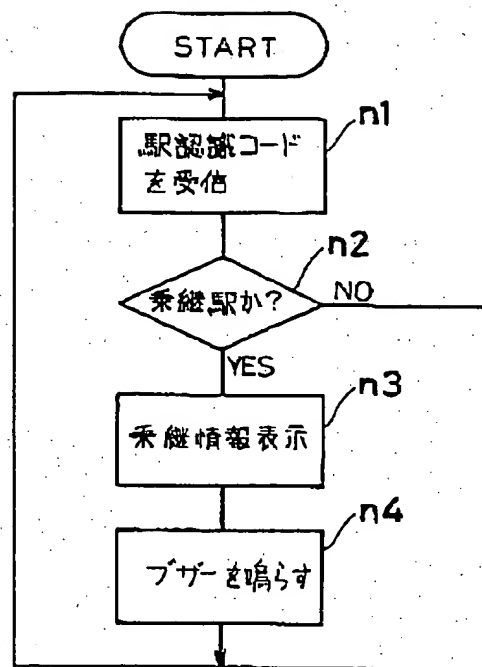 START
n1
駅認識コード
を受信
n2
乗継駅か?
NO
YES
n3
乗継情報表示
n4
ブザーを鳴らす